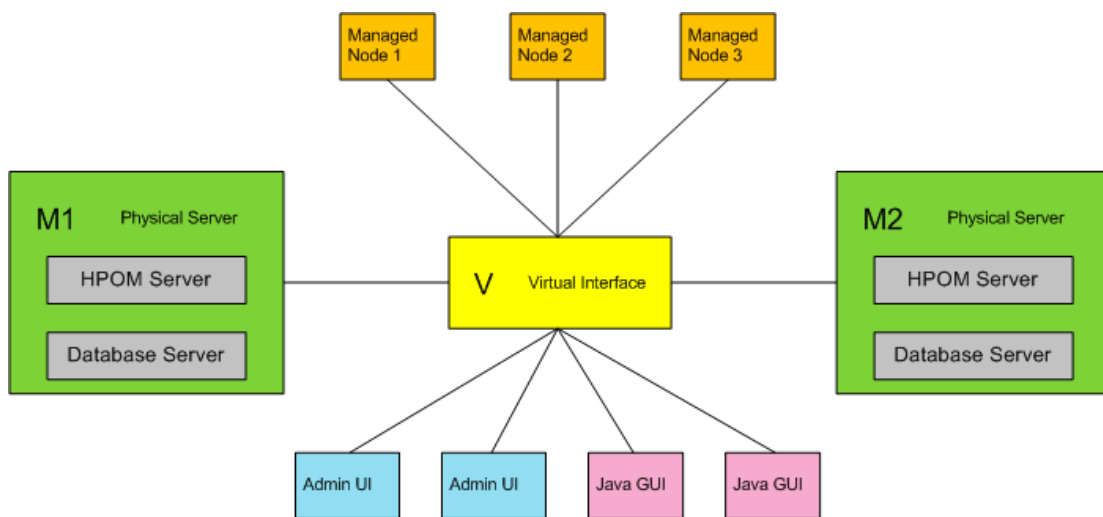 Managed
Node 1
Managed
Node 2
Managed
Node 3
M1 Physical Server
HPOM Server
Database Server
V Virtual Interface
M2 Physical Server
HPOM Server
Database Server
Admin UI
Admin UI
Java GUI
Java GUI